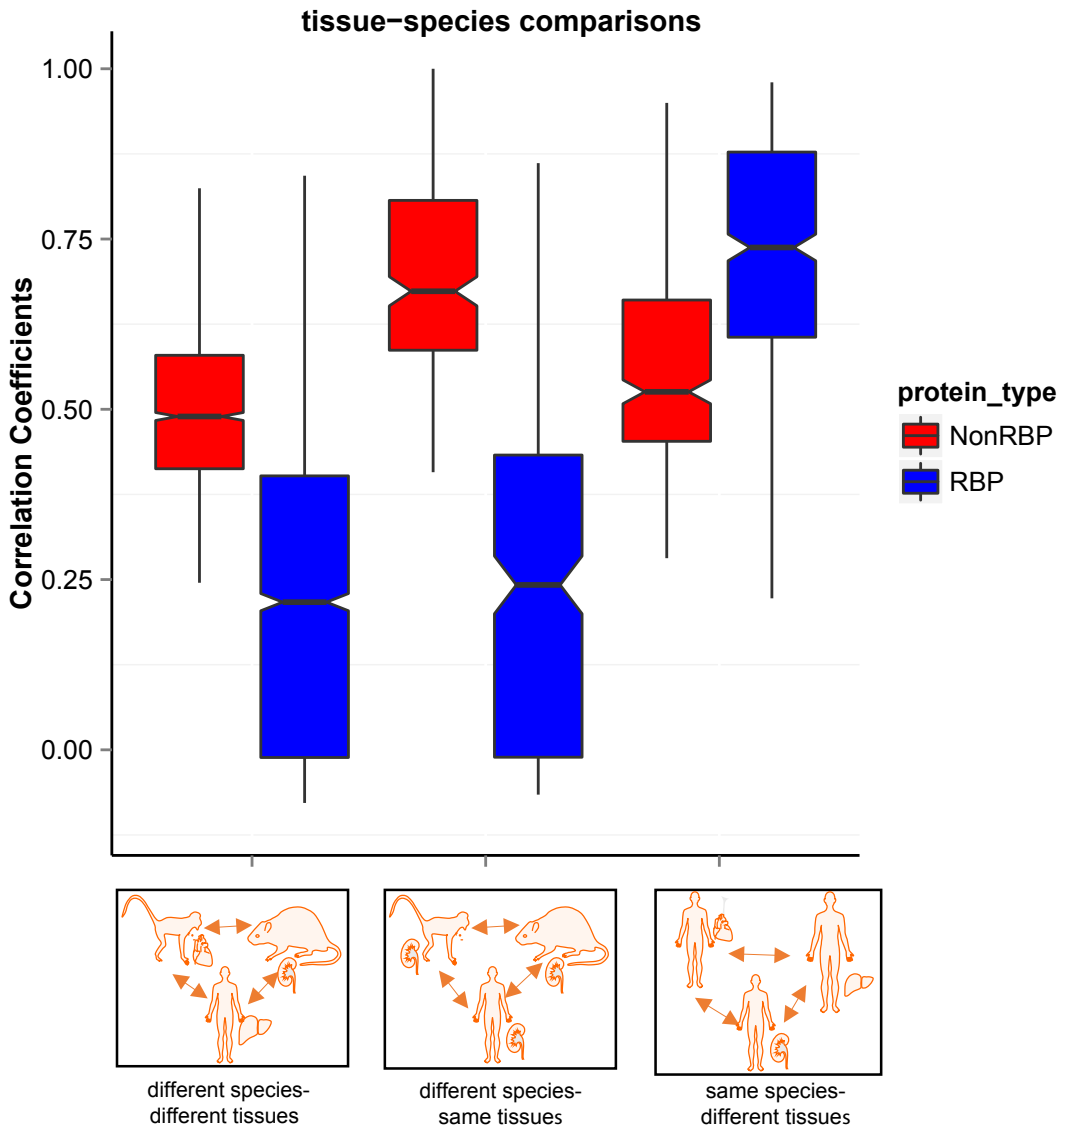 tissue−species comparisons
Correlation Coefficients
1.00
0.75
0.50
0.25
0.00
protein_type
NonRBP
RBP
different species-
different tissues
different species-
same tissues
same species-
different tissues